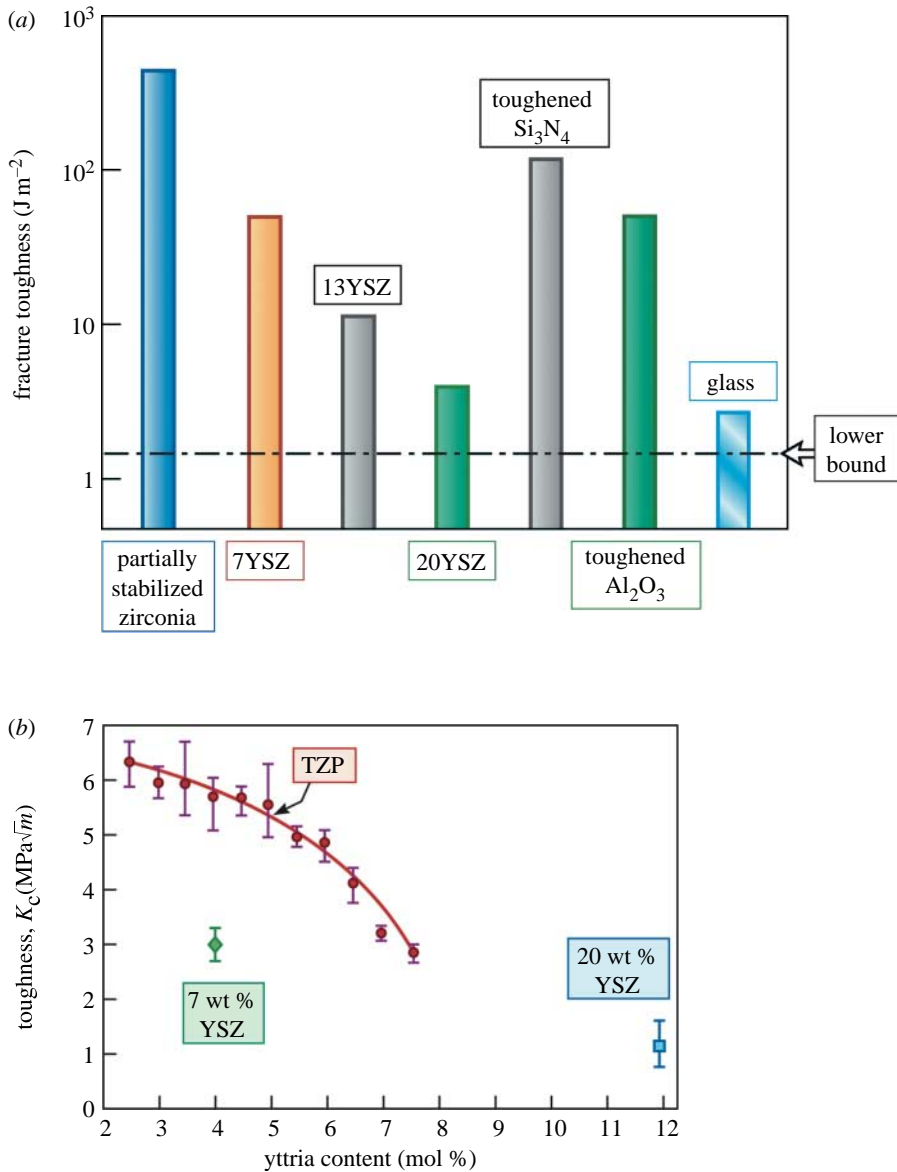 (a)
fracture toughness (J m−2)
10³
10²
10
1
toughened
Si₃N₄
13YSZ
glass
lower
bound
partially
stabilized
zirconia
7YSZ
20YSZ
toughened
Al₂O₃
(b)
toughness, K_C (MPa√m)
7
6
5
4
3
2
1
0
TZP
7 wt %
YSZ
20 wt %
YSZ
2 3 4 5 6 7 8 9 10 11 12
yttria content (mol %)